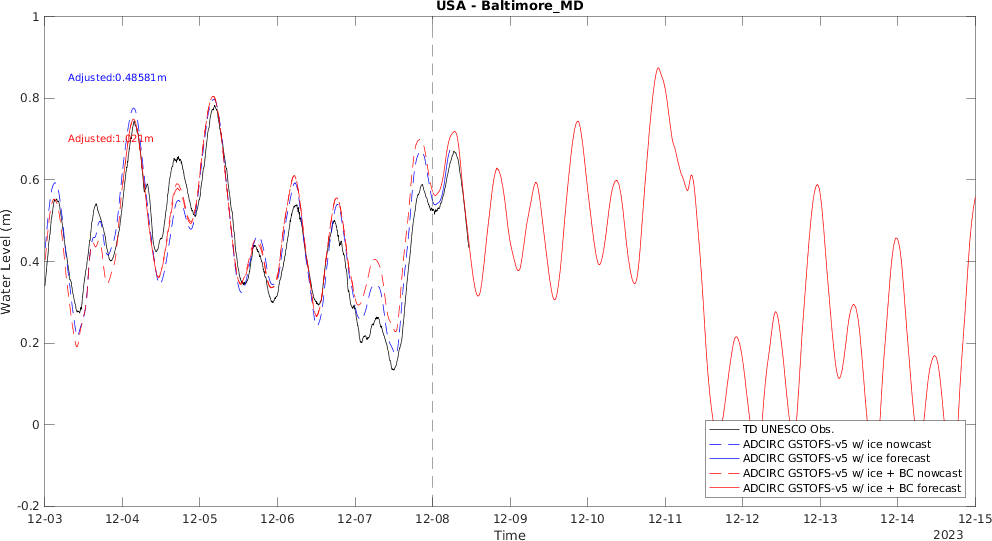 USA - Baltimore_MD
1
Adjusted:0.48581m
0.8
Adjusted:1.021m
0.6
Water Level (m)
0.4
0.2
0
TD UNESCO Obs.
ADCIRC GSTOFS-v5 w/ ice nowcast
ADCIRC GSTOFS-v5 w/ ice forecast
ADCIRC GSTOFS-v5 w/ ice + BC nowcast
ADCIRC GSTOFS-v5 w/ ice + BC forecast
-0.2
12-03 12-04 12-05 12-06 12-07 12-08 12-09 12-10 12-11 12-12 12-13 12-14 12-15
Time
2023